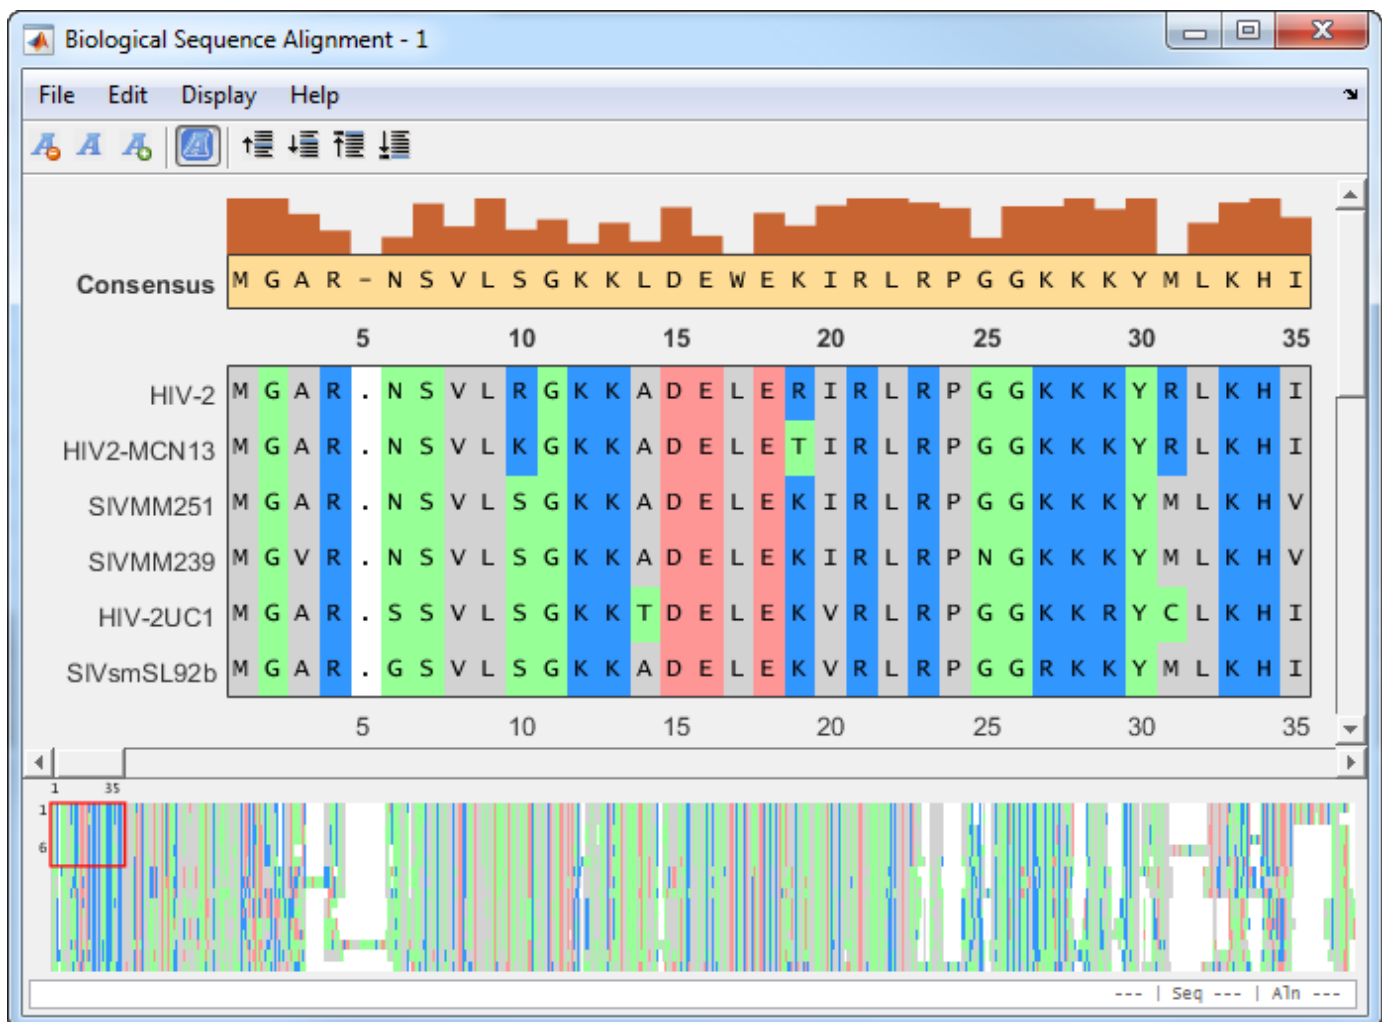 Biological Sequence Alignment - 1
File Edit Display Help
Consensus M G A R - N S V L S G K K L D E W E K I R L R P G G K K K Y M L K H I
5 10 15 20 25 30 35
HIV-2 M G A R . N S V L R G K K A D E L E R I R L R P G G K K K Y R L K H I
HIV2-MCN13 M G A R . N S V L K G K K A D E L E T I R L R P G G K K K Y R L K H I
SIVMM251 M G A R . N S V L S G K K A D E L E K I R L R P G G K K K Y M L K H V
SIVMM239 M G V R . N S V L S G K K A D E L E K I R L R P N G K K K Y M L K H V
HIV-2UC1 M G A R . S S V L S G K K T D E L E K V R L R P G G K K R Y C L K H I
SIVsmSL92b M G A R . G S V L S G K K A D E L E K V R L R P G G R K K Y M L K H I
5 10 15 20 25 30 35
1 35
1
6
--- | Seq --- | Aln ---